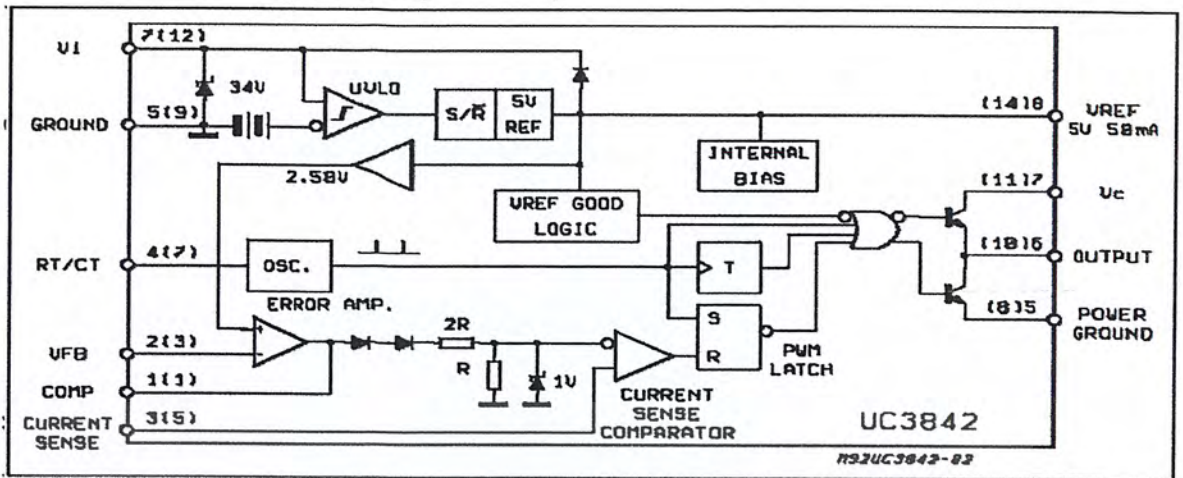 VI
7(12)
34V
UVLO
S/R̅
5V
REF
(14)8
VREF
5V 50mA
GROUND
5(9)
2.50V
INTERNAL
BIAS
VREF GOOD
LOGIC
(11)7
Vc
(10)6
OUTPUT
RT/CT
4(7)
OSC.
T
ERROR AMP.
(8)5
POWER
GROUND
2R
S
R
PWM
LATCH
VFB
2(3)
+
-
R
1V
COMP
1(1)
CURRENT
SENSE
COMPARATOR
CURRENT
SENSE
3(5)
UC3842
M92UC3842-02